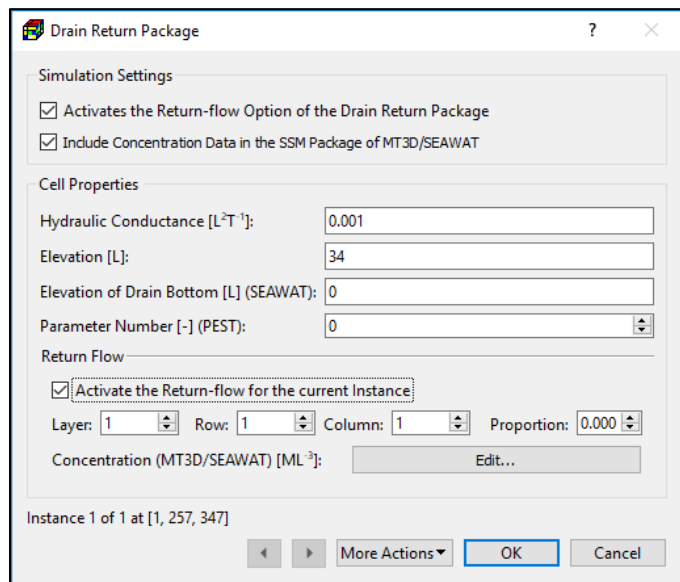 Drain Return Package ?
Simulation Settings
Activates the Return-flow Option of the Drain Return Package
Include Concentration Data in the SSM Package of MT3D/SEAWAT
Cell Properties
Hydraulic Conductance [L²T⁻¹]: 0.001
Elevation [L]: 34
Elevation of Drain Bottom [L] (SEAWAT): 0
Parameter Number [-] (PEST): 0
Return Flow
Activate the Return-flow for the current Instance
Layer: 1 Row: 1 Column: 1 Proportion: 0.000
Concentration (MT3D/SEAWAT) [ML⁻³]: Edit...
Instance 1 of 1 at [1, 257, 347]
More Actions OK Cancel